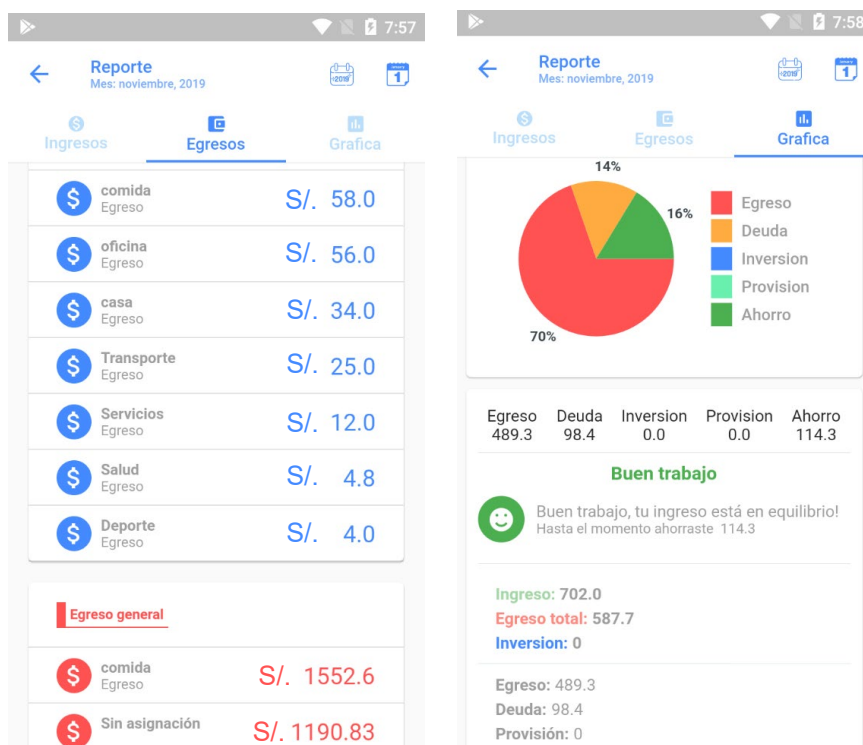 7:57
Reporte
Mes: noviembre, 2019
-2019-
1
Ingresos
Egresos
Grafica
comida
Egreso
S/. 58.0
oficina
Egreso
S/. 56.0
casa
Egreso
S/. 34.0
Transporte
Egreso
S/. 25.0
Servicios
Egreso
S/. 12.0
Salud
Egreso
S/. 4.8
Deporte
Egreso
S/. 4.0
Egreso general
comida
Egreso
S/. 1552.6
Sin asignación
S/. 1190.83
7:58
Reporte
Mes: noviembre, 2019
-2019-
1
Ingresos
Egresos
Grafica
14%
16%
70%
Egreso
Deuda
Inversion
Provision
Ahorro
Egreso Deuda Inversion Provision Ahorro
489.3 98.4 0.0 0.0 114.3
Buen trabajo
Buen trabajo, tu ingreso está en equilibrio!
Hasta el momento ahorraste 114.3
Ingreso: 702.0
Egreso total: 587.7
Inversion: 0
Egreso: 489.3
Deuda: 98.4
Provisión: 0